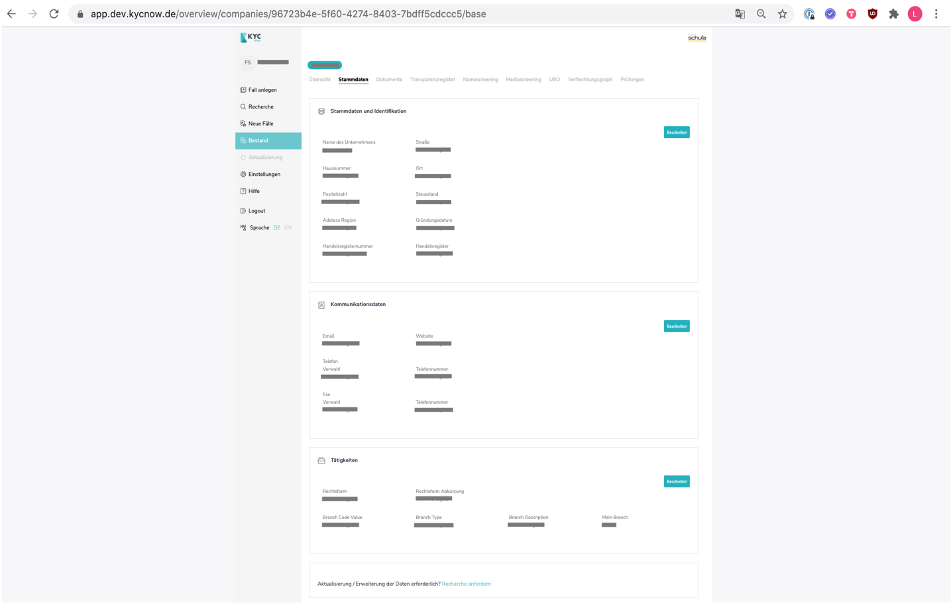 app.dev.kycnow.de/overview/companies/96723b4e-5f60-4274-8403-7bdff5cdccc5/base
L
KYC
schufa
FS
Übersicht Stammdaten Dokumente Transparenzregister Namescreening Mediascreening UBO Verflechtungsgraph Prüfungen
Fall anlegen
Recherche
Neue Fälle
Bestand
Aktualisierung
Einstellungen
Hilfe
Logout
Sprache DE EN
Stammdaten und Identifikation
Bearbeiten
Name des Unternehmens Straße
Hausnummer Ort
Postleitzahl Steuerland
Address Region Gründungsdatum
Handelsregisternummer Handelsregister
Kommunikationsdaten
Bearbeiten
Email Website
Telefon
Vorwahl Telefonnummer
Fax
Vorwahl Telefonnummer
Tätigkeiten
Bearbeiten
Rechtsform Rechtsform Abkürzung
Branch Code Value Branch Type Branch Description Main Branch
Aktualisierung / Erweiterung der Daten erforderlich? Recherche anfordern